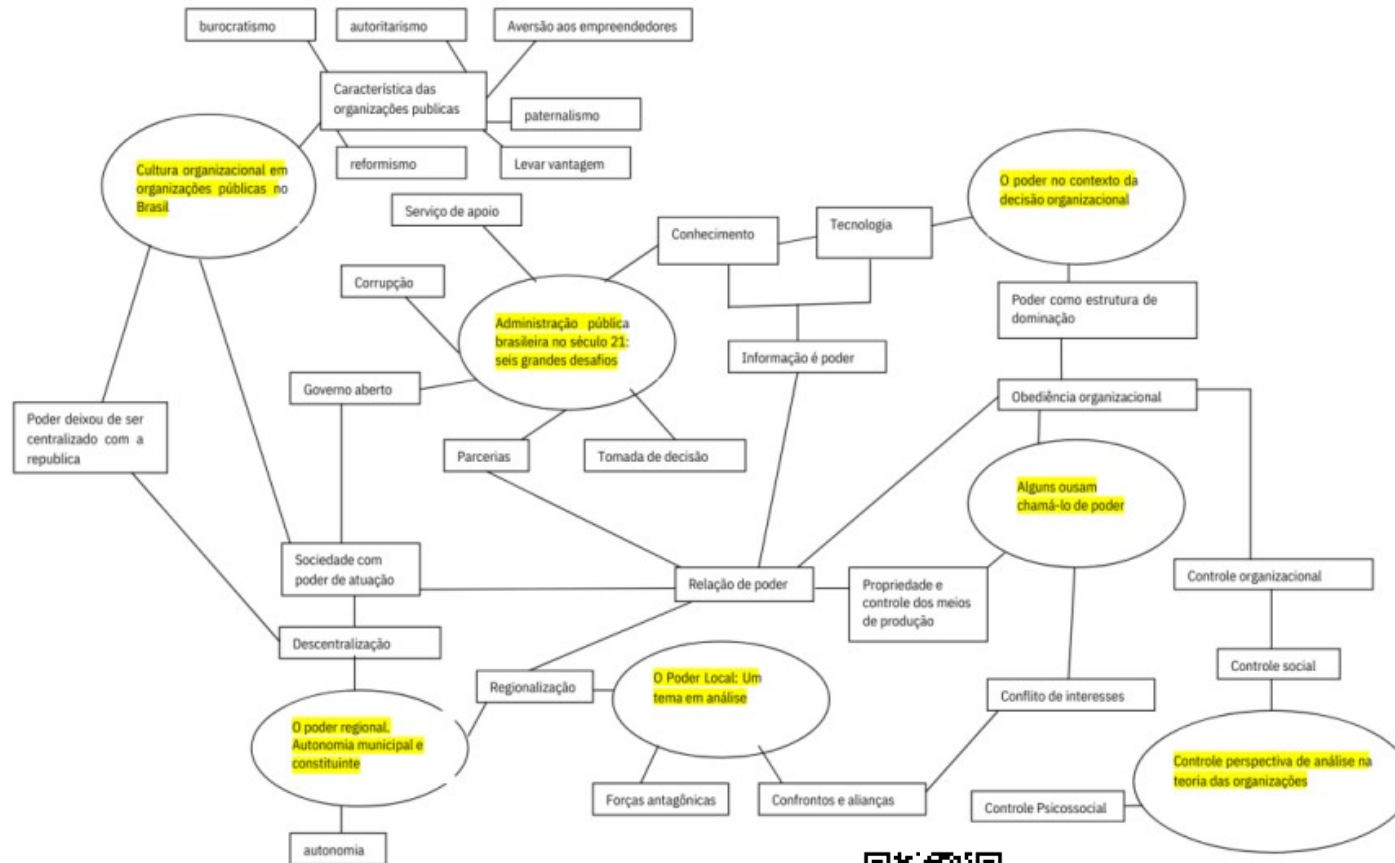 burocratismo
autoritarismo
Aversão aos empreendedores
Característica das
organizações publicas
paternalismo
reformismo
Levar vantagem
Cultura organizacional em
organizações públicas no
Brasil
O poder no contexto da
decisão organizacional
Serviço de apoio
Conhecimento
Tecnologia
Corrupção
Poder como estrutura de
dominação
Administração pública
brasileira no século 21:
seis grandes desafios
Informação é poder
Governo aberto
Obediência organizacional
Poder deixou de ser
centralizado com a
republica
Parcerias
Tomada de decisão
Alguns ousam
chamá-lo de poder
Sociedade com
poder de atuação
Relação de poder
Propriedade e
controle dos meios
de produção
Controle organizacional
Descentralização
Controle social
Regionalização
O Poder Local: Um
tema em análise
Conflito de interesses
O poder regional.
Autonomia municipal e
constituinte
Controle perspectiva de análise na
teoria das organizações
Forças antagônicas
Confrontos e alianças
Controle Psicossocial
autonomia